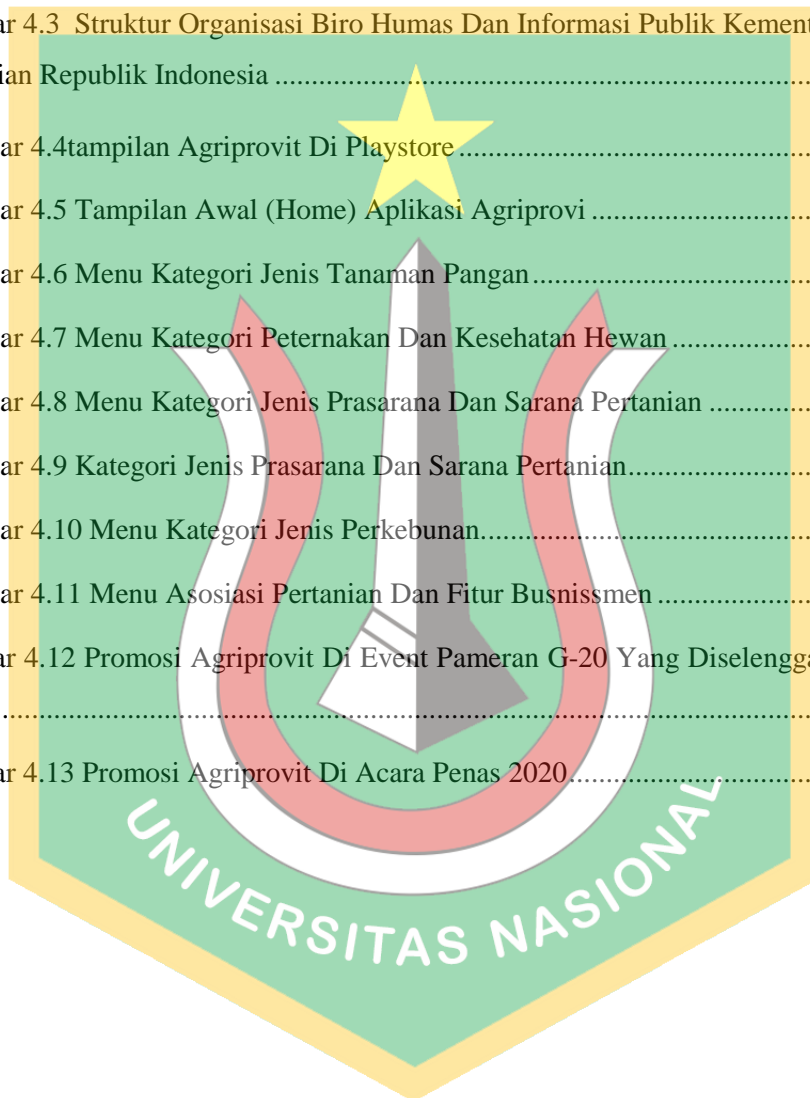 ar 4.3 Struktur Organisasi Biro Humas Dan Informasi Publik Kement
ian Republik Indonesia ....................................................................................
ar 4.4tampilan Agriprovit Di Playstore ........................................................
ar 4.5 Tampilan Awal (Home) Aplikasi Agriprovi ...................................
ar 4.6 Menu Kategori Jenis Tanaman Pangan.............................................
ar 4.7 Menu Kategori Peternakan Dan Kesehatan Hewan ......................
ar 4.8 Menu Kategori Jenis Prasarana Dan Sarana Pertanian ................
ar 4.9 Kategori Jenis Prasarana Dan Sarana Pertanian.............................
ar 4.10 Menu Kategori Jenis Perkebunan.....................................................
ar 4.11 Menu Asosiasi Pertanian Dan Fitur Busnissmen .........................
ar 4.12 Promosi Agriprovit Di Event Pameran G-20 Yang Diselengga
.......................................................................................................................
ar 4.13 Promosi Agriprovit Di Acara Penas 2020......................................
UNIVERSITAS NASIONAL